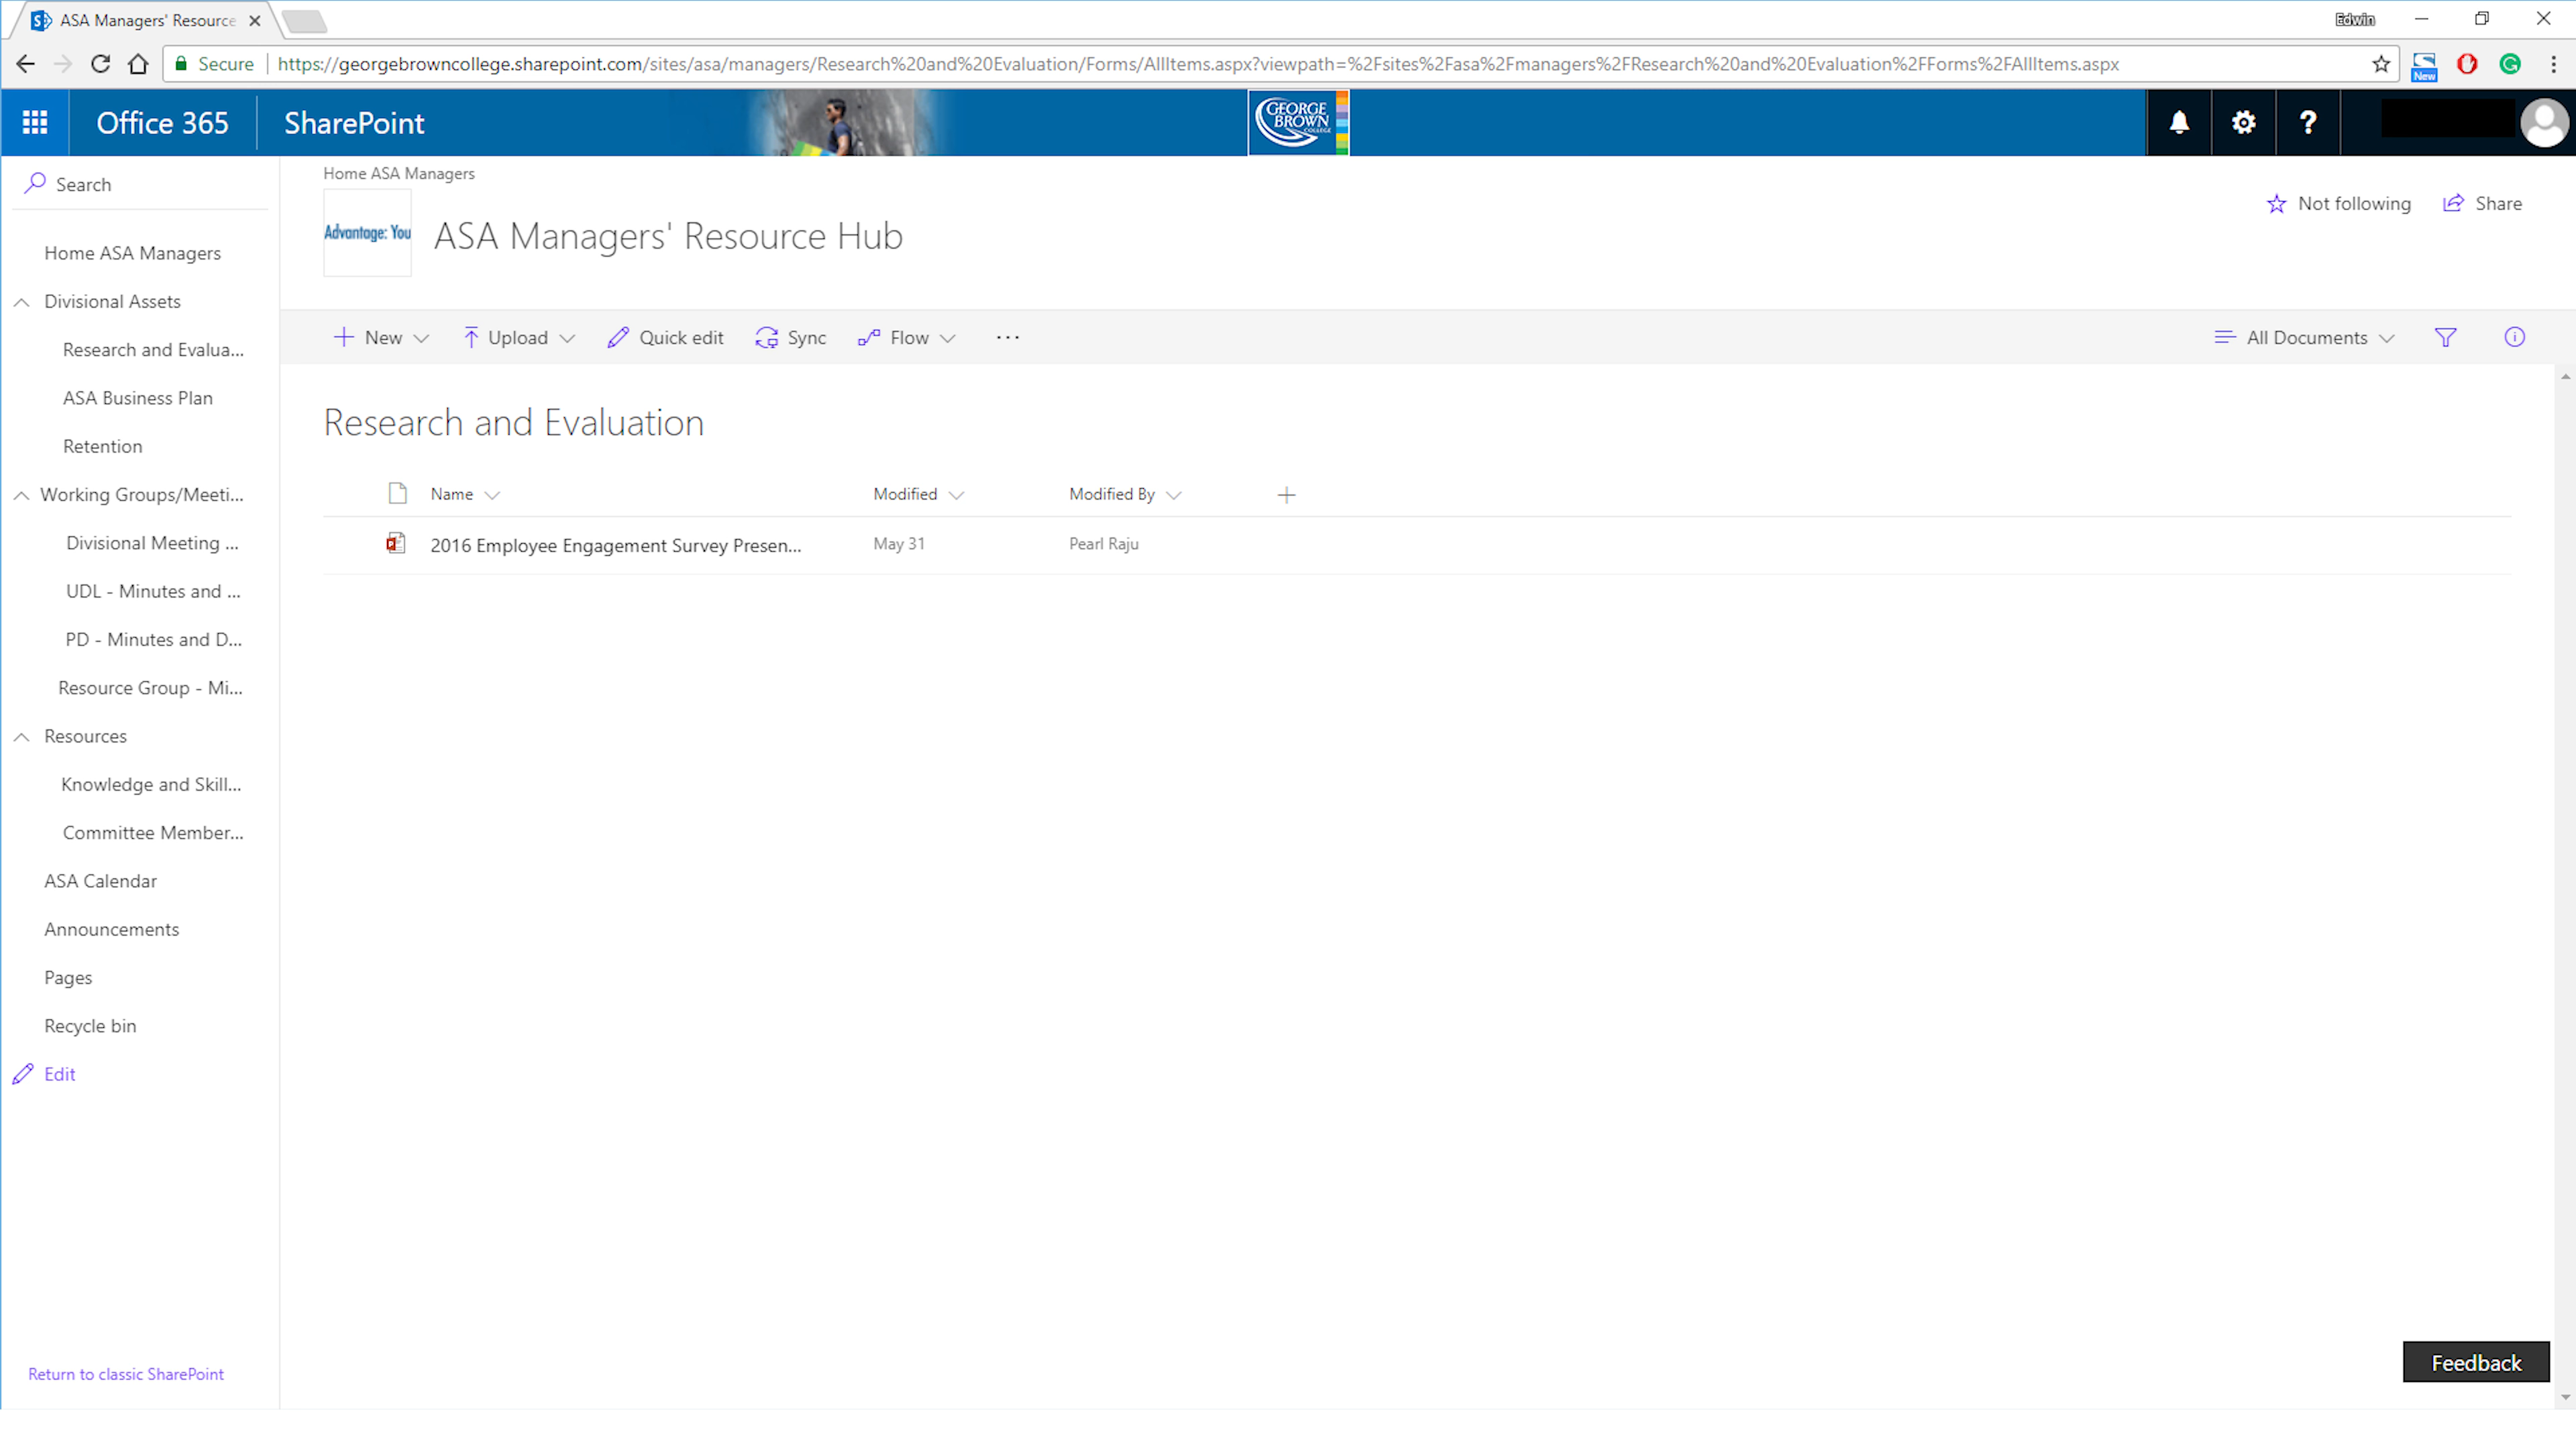 ASA Managers' Resource
Edwin
Secure https://georgebrowncollege.sharepoint.com/sites/asa/managers/Research%20and%20Evaluation/Forms/AllItems.aspx?viewpath=%2Fsites%2Fasa%2Fmanagers%2FResearch%20and%20Evaluation%2FForms%2FAllItems.aspx
New
Office 365 SharePoint
GEORGE
BROWN
COLLEGE
?
Search
Home ASA Managers
Divisional Assets
Research and Evalua...
ASA Business Plan
Retention
Working Groups/Meeti...
Divisional Meeting ...
UDL - Minutes and ...
PD - Minutes and D...
Resource Group - Mi...
Resources
Knowledge and Skill...
Committee Member...
ASA Calendar
Announcements
Pages
Recycle bin
Edit
Return to classic SharePoint
Home ASA Managers
Advantage: You
ASA Managers' Resource Hub
Not following Share
New Upload Quick edit Sync Flow ... All Documents
Research and Evaluation
Name Modified Modified By
2016 Employee Engagement Survey Presen... May 31 Pearl Raju
Feedback